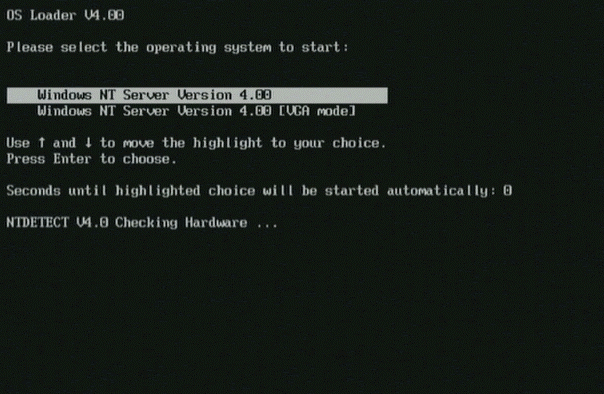 OS Loader V4.00
Please select the operating system to start:
Windows NT Server Version 4.00
Windows NT Server Version 4.00 [VGA mode]
Use ↑ and ↓ to move the highlight to your choice.
Press Enter to choose.
Seconds until highlighted choice will be started automatically: 0
NTDETECT V4.0 Checking Hardware ...